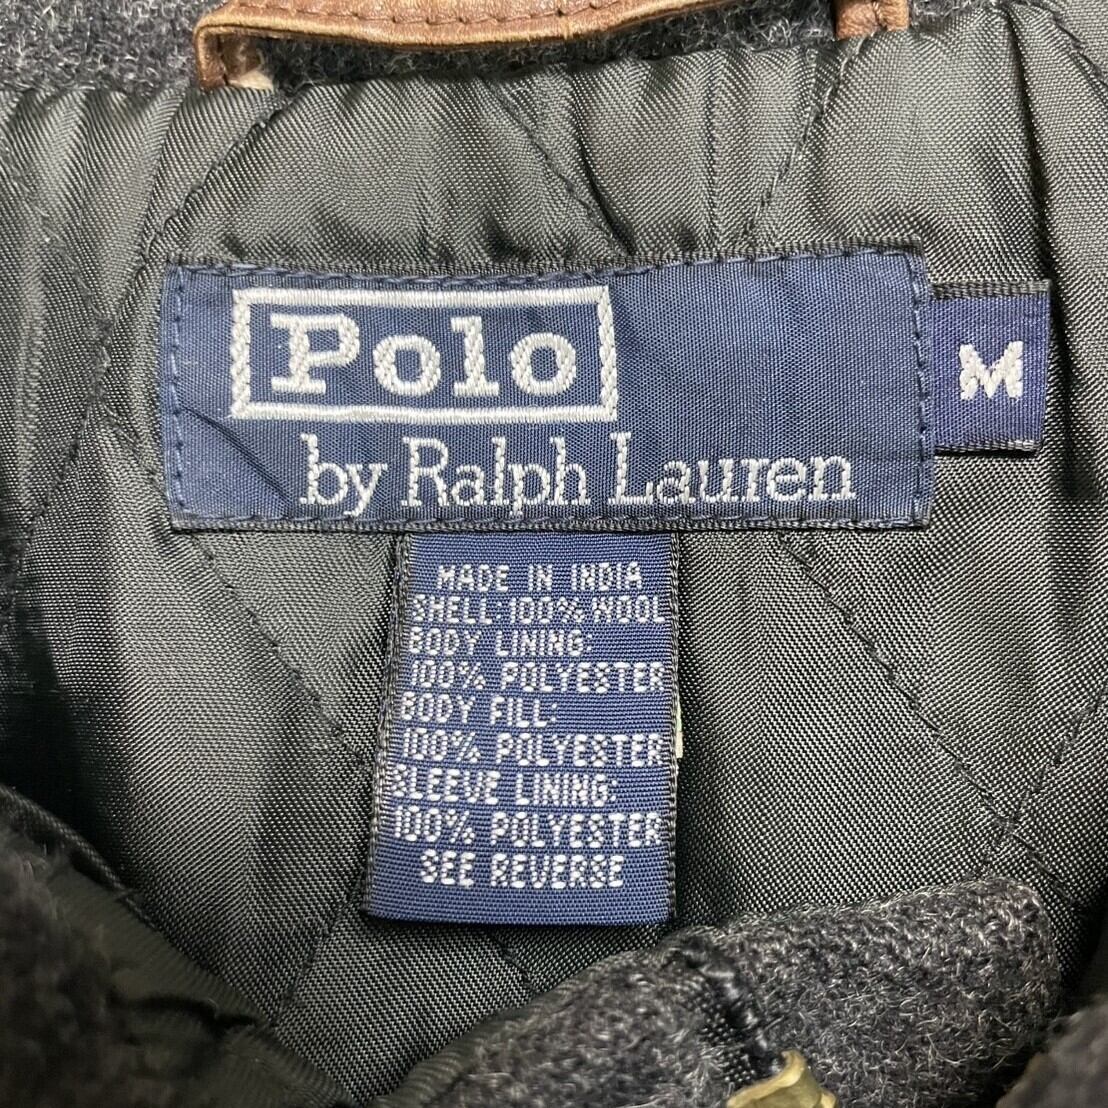 Polo
by Ralph Lauren
M
MADE IN INDIA
SHELL:100% WOOL
BODY LINING:
100% POLYESTER
BODY FILL:
100% POLYESTER
SLEEVE LINING:
100% POLYESTER
SEE REVERSE